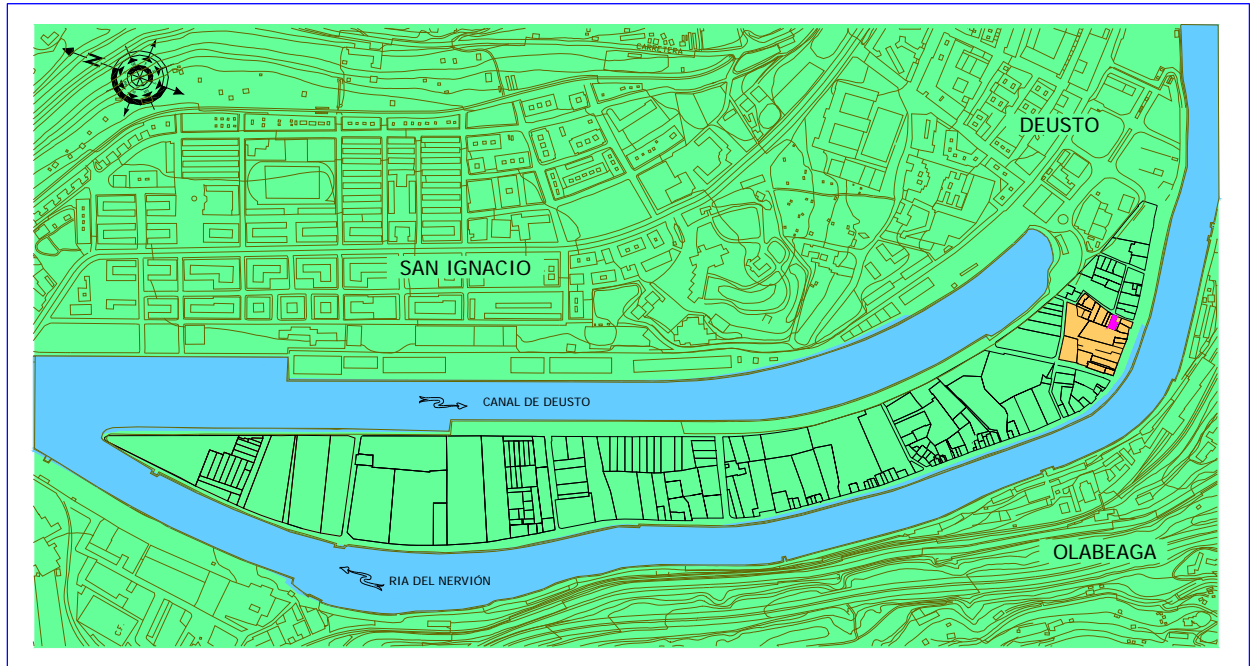 CARRETERA
N
DEUSTO
SAN IGNACIO
CANAL DE DEUSTO
OLABEAGA
RIA DEL NERVIÓN
C.F.